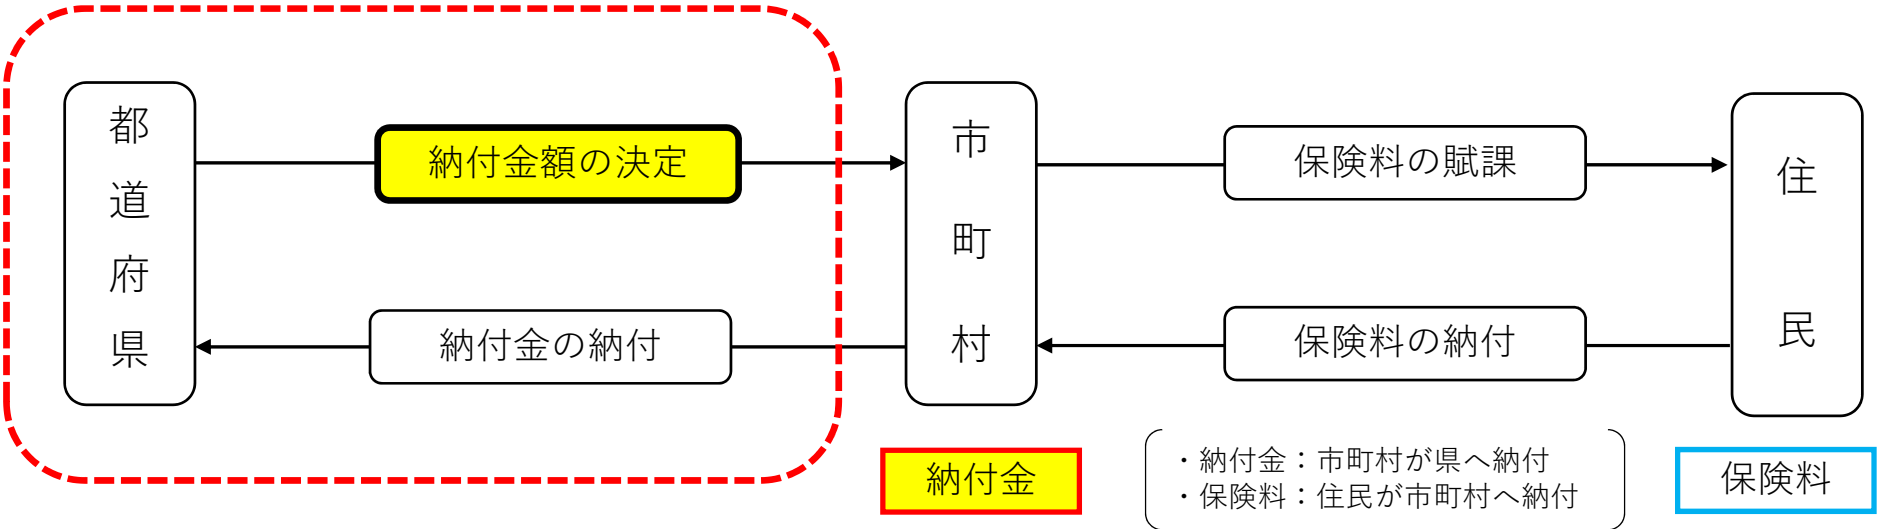 都道府県
納付金額の決定
納付金の納付
市町村
保険料の賦課
保険料の納付
住民
納付金
・納付金：市町村が県へ納付
・保険料：住民が市町村へ納付
保険料